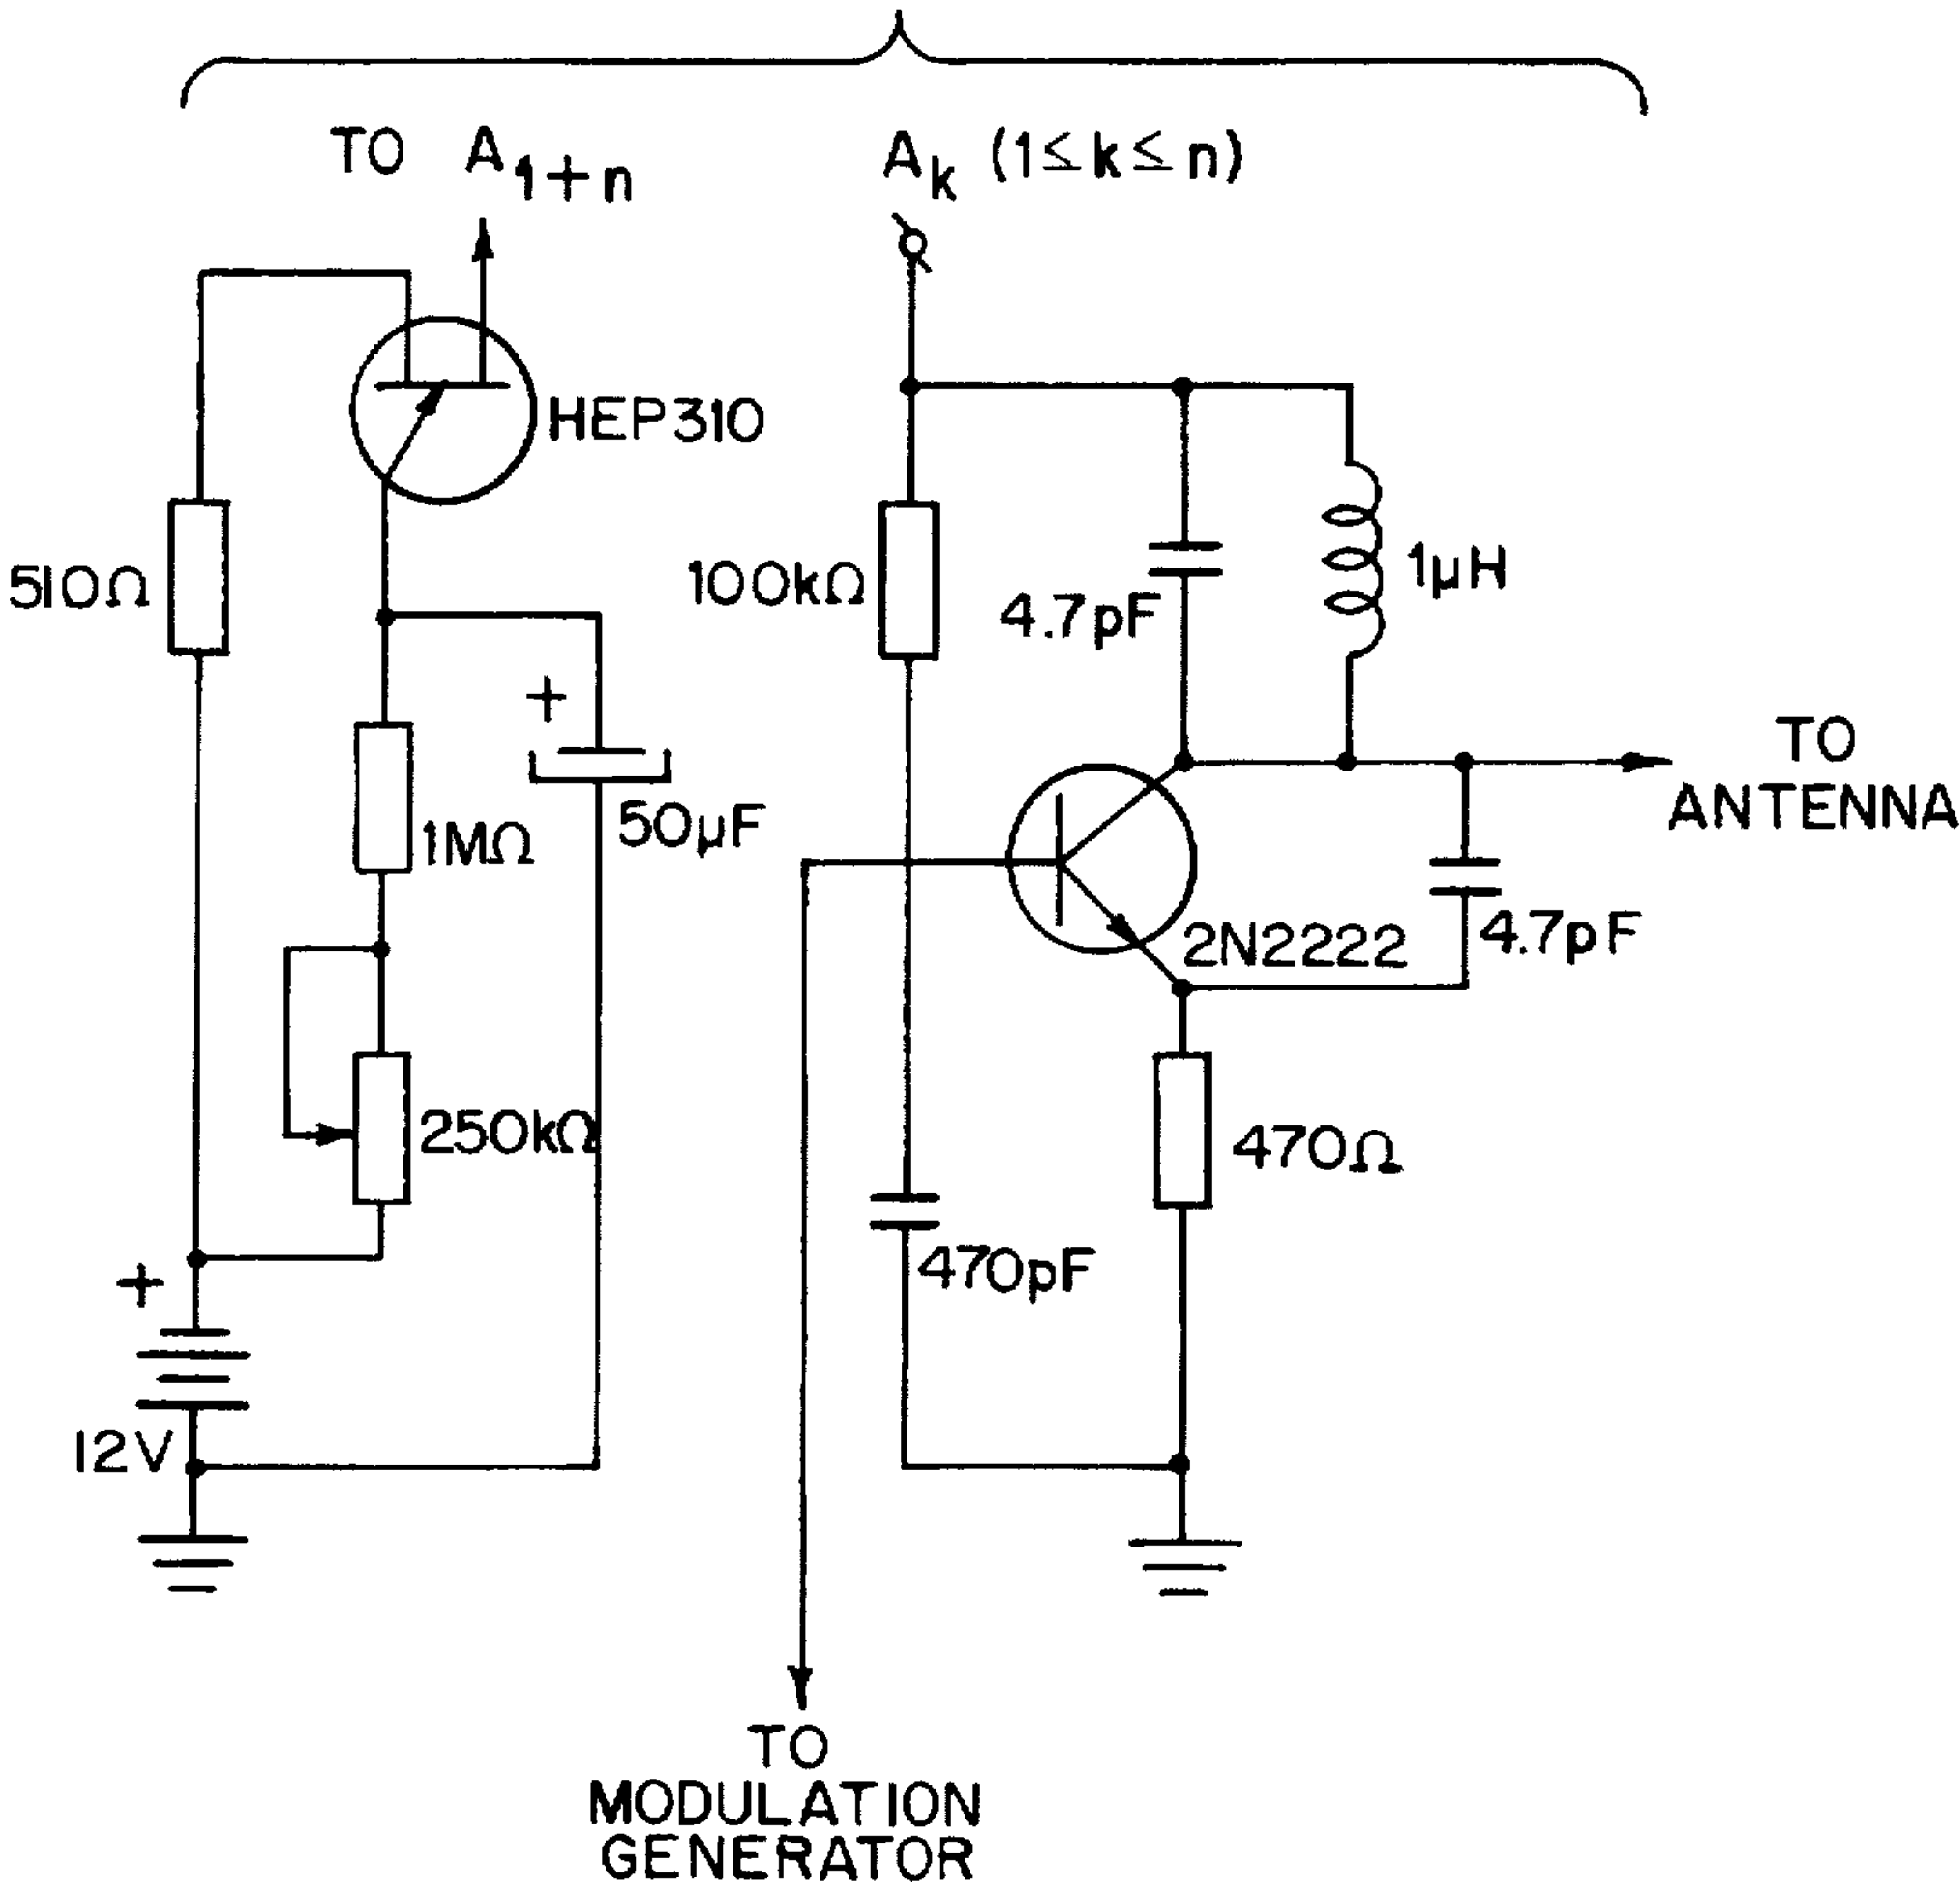 TO A1+n
Ak (1≤k≤n)
HEP310
510Ω
100kΩ
4.7pF
1µH
+
TO
ANTENNA
1MΩ
50µF
2N2222
4.7pF
250kΩ
470Ω
+
470pF
12V
TO
MODULATION
GENERATOR